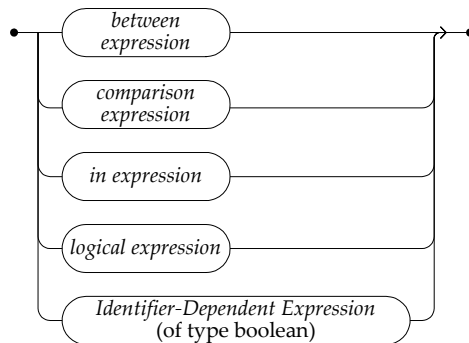 between
expression
comparison
expression
in expression
logical expression
Identifier-Dependent Expression
(of type boolean)